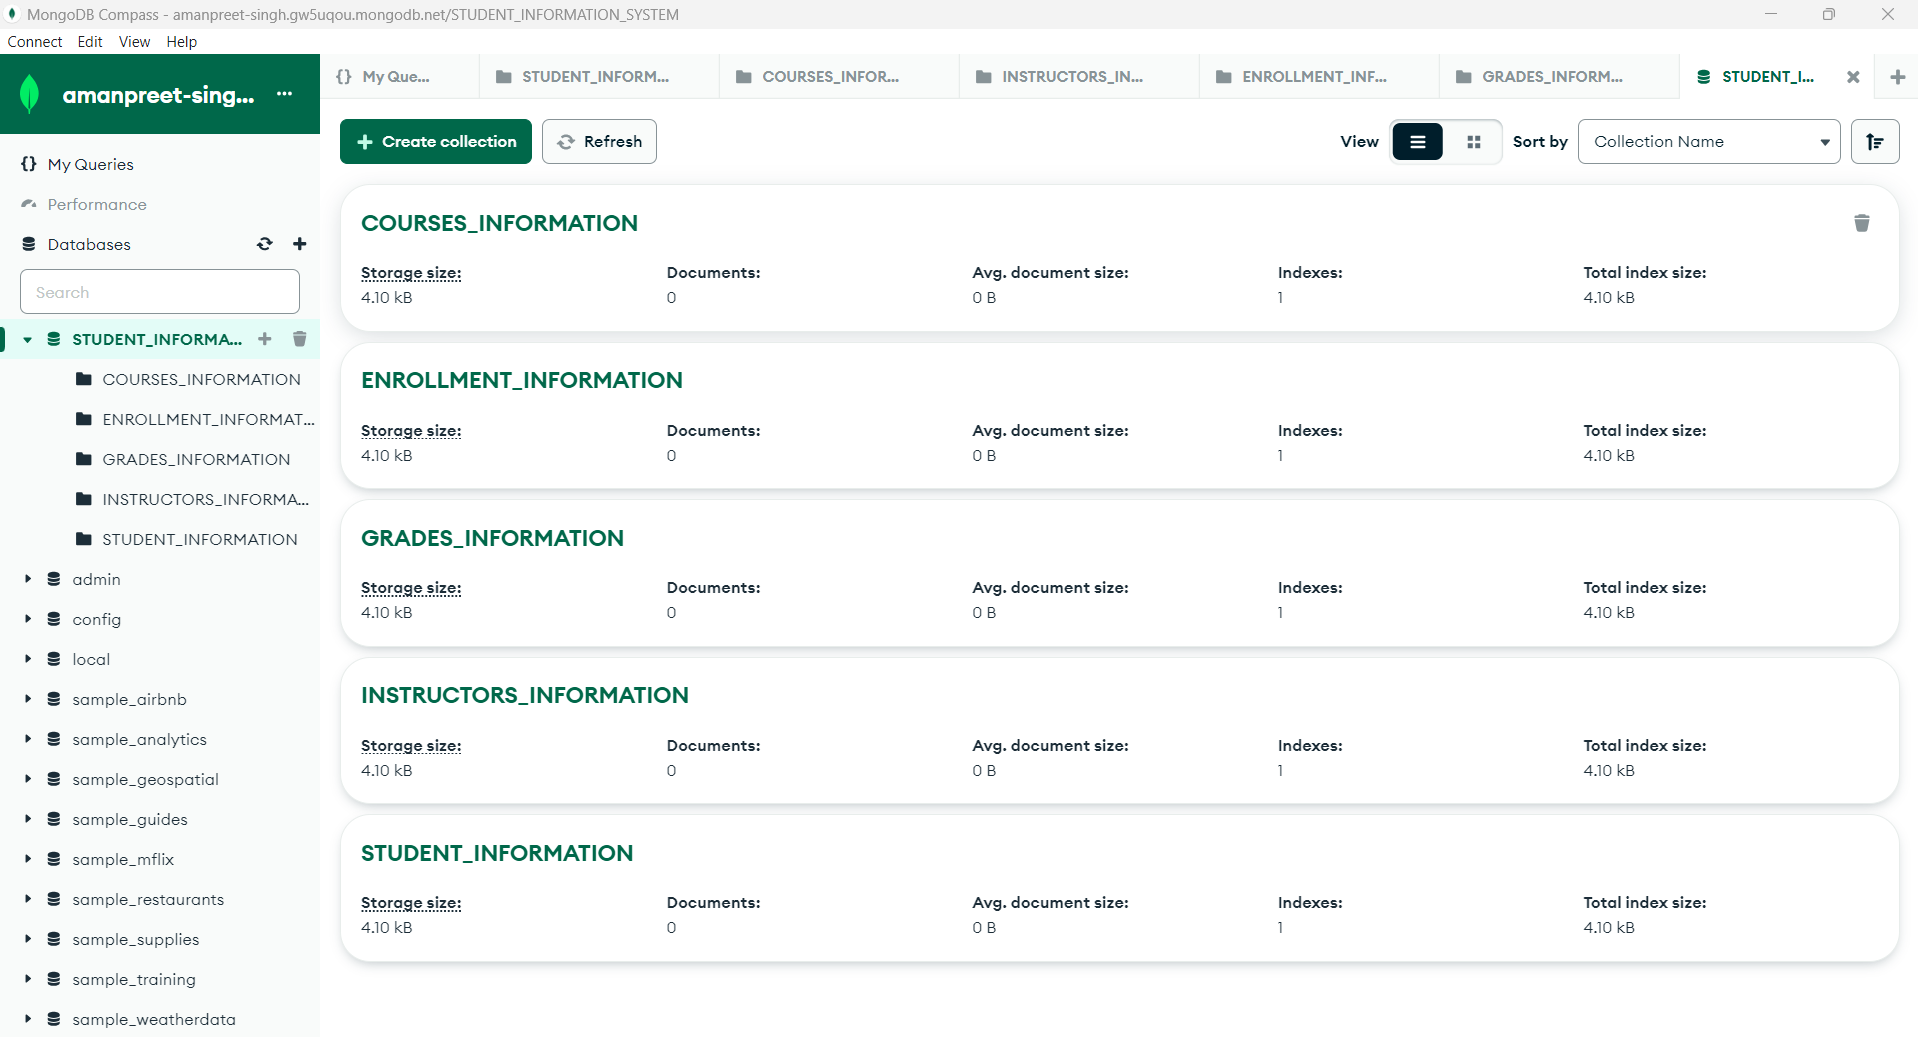 MongoDB Compass - amanpreet-singh.gw5uqou.mongodb.net/STUDENT_INFORMATION_SYSTEM
Connect Edit View Help
amanpreet-sing...
My Queries
Performance
Databases
Search
STUDENT_INFORMA...
COURSES_INFORMATION
ENROLLMENT_INFORMAT...
GRADES_INFORMATION
INSTRUCTORS_INFORMA...
STUDENT_INFORMATION
admin
config
local
sample_airbnb
sample_analytics
sample_geospatial
sample_guides
sample_mflix
sample_restaurants
sample_supplies
sample_training
sample_weatherdata
{} My Que... STUDENT_INFORM... COURSES_INFOR... INSTRUCTORS_IN... ENROLLMENT_INF... GRADES_INFORM... STUDENT_I...
Create collection Refresh View Sort by Collection Name
COURSES_INFORMATION
Storage size: Documents: Avg. document size: Indexes: Total index size:
4.10 kB 0 0 B 1 4.10 kB
ENROLLMENT_INFORMATION
Storage size: Documents: Avg. document size: Indexes: Total index size:
4.10 kB 0 0 B 1 4.10 kB
GRADES_INFORMATION
Storage size: Documents: Avg. document size: Indexes: Total index size:
4.10 kB 0 0 B 1 4.10 kB
INSTRUCTORS_INFORMATION
Storage size: Documents: Avg. document size: Indexes: Total index size:
4.10 kB 0 0 B 1 4.10 kB
STUDENT_INFORMATION
Storage size: Documents: Avg. document size: Indexes: Total index size:
4.10 kB 0 0 B 1 4.10 kB